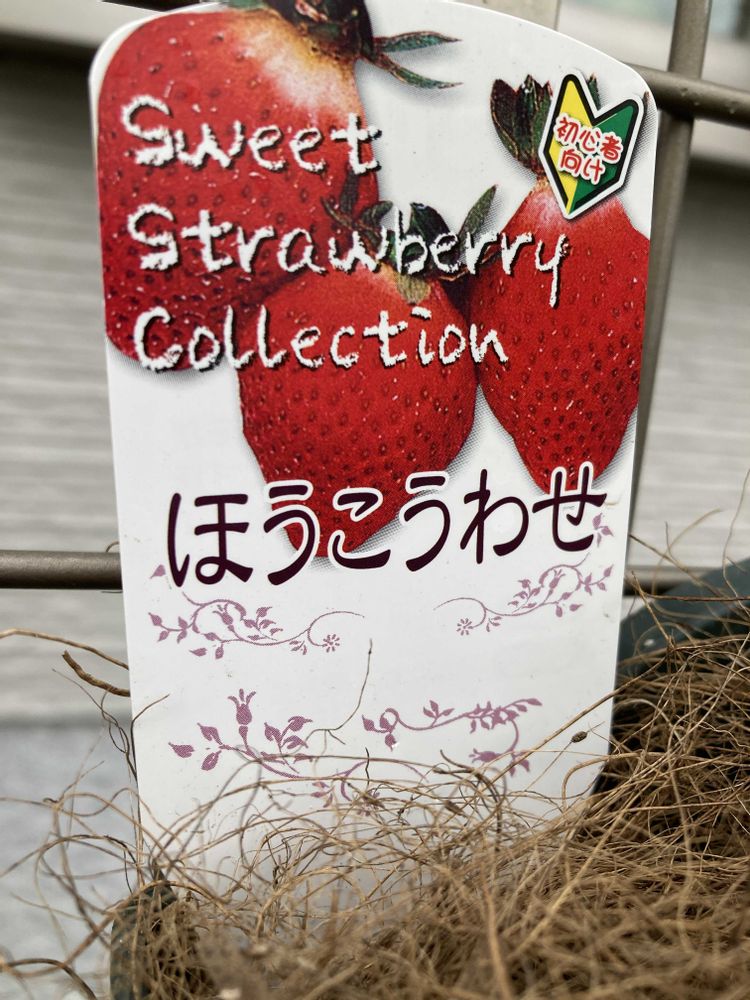 Sweet
Strawberry
Collection
初心者
向け
ほうこうわせ